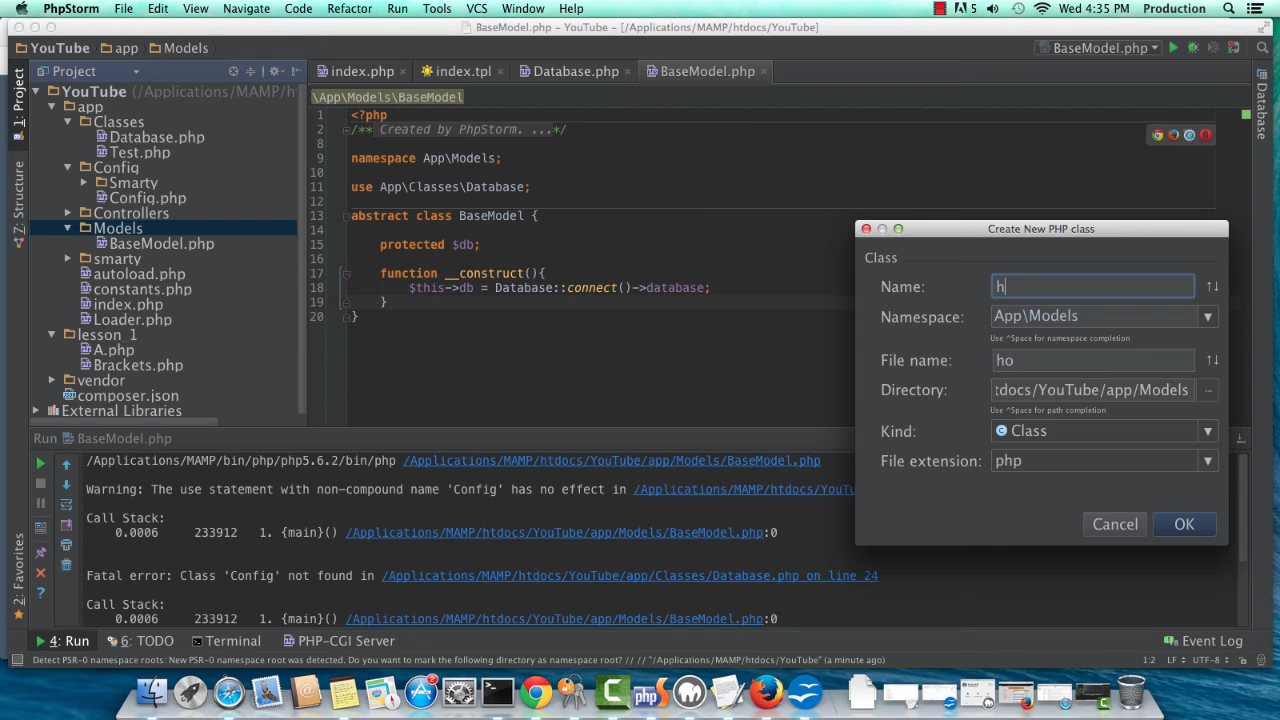 PhpStorm File Edit View Navigate Code Refactor Run Tools VCS Window Help 5 Wed 4:35 PM Production
BaseModel.php – YouTube – [/Applications/MAMP/htdocs/YouTube]
YouTube app Models BaseModel.php
Project index.php index.tpl Database.php BaseModel.php
1: Project
Z: Structure
2: Favorites
Database
YouTube (/Applications/MAMP/ht
app
Classes
Database.php
Test.php
Config
Smarty
Config.php
Controllers
Models
BaseModel.php
smarty
autoload.php
constants.php
index.php
Loader.php
lesson_1
A.php
Brackets.php
vendor
composer.json
External Libraries
\App\Models\BaseModel
1 <?php
2 /** Created by PhpStorm. ...*/
8
9 namespace App\Models;
10
11 use App\Classes\Database;
12
13 abstract class BaseModel {
14
15 protected $db;
16
17 function __construct(){
18 $this->db = Database::connect()->database;
19 }
20 }
Create New PHP class
Class
Name: h
Namespace: App\Models
Use ^Space for namespace completion
File name: ho
Directory: :docs/YouTube/app/Models ...
Use ^Space for path completion
Kind: Class
File extension: php
Cancel OK
Run BaseModel.php
/Applications/MAMP/bin/php/php5.6.2/bin/php /Applications/MAMP/htdocs/YouTube/app/Models/BaseModel.php
Warning: The use statement with non-compound name 'Config' has no effect in /Applications/MAMP/htdocs/YouTu
Call Stack:
0.0006 233912 1. {main}() /Applications/MAMP/htdocs/YouTube/app/Models/BaseModel.php:0
Fatal error: Class 'Config' not found in /Applications/MAMP/htdocs/YouTube/app/Classes/Database.php on line 24
Call Stack:
0.0006 233912 1. {main}() /Applications/MAMP/htdocs/YouTube/app/Models/BaseModel.php:0
4: Run 6: TODO Terminal PHP-CGI Server Event Log
Detect PSR-0 namespace roots: New PSR-0 namespace root was detected. Do you want to mark the following directory as namespace root? // // "/Applications/MAMP/htdocs/YouTube" (a minute ago) 1:2 LF UTF-8